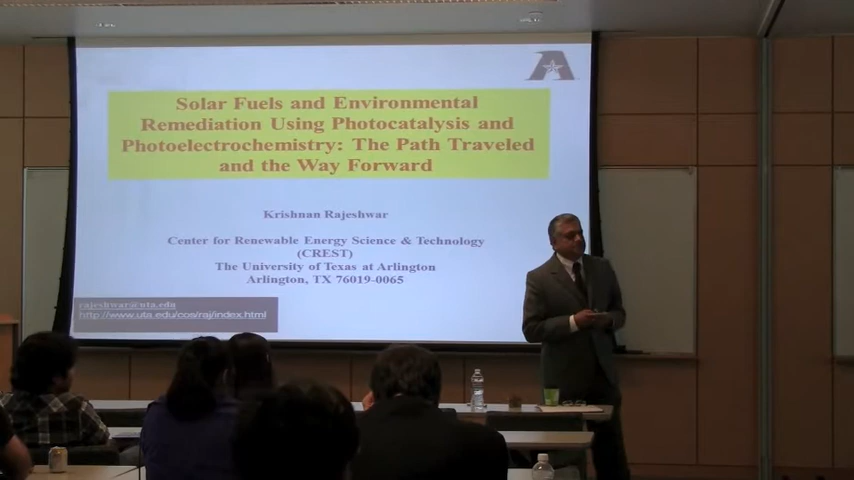 Solar Fuels and Environmental
Remediation Using Photocatalysis and
Photoelectrochemistry: The Path Traveled
and the Way Forward
Krishnan Rajeshwar
Center for Renewable Energy Science & Technology
(CREST)
The University of Texas at Arlington
Arlington, TX 76019-0065
rajeshwar@uta.edu
http://www.uta.edu/cos/raj/index.html